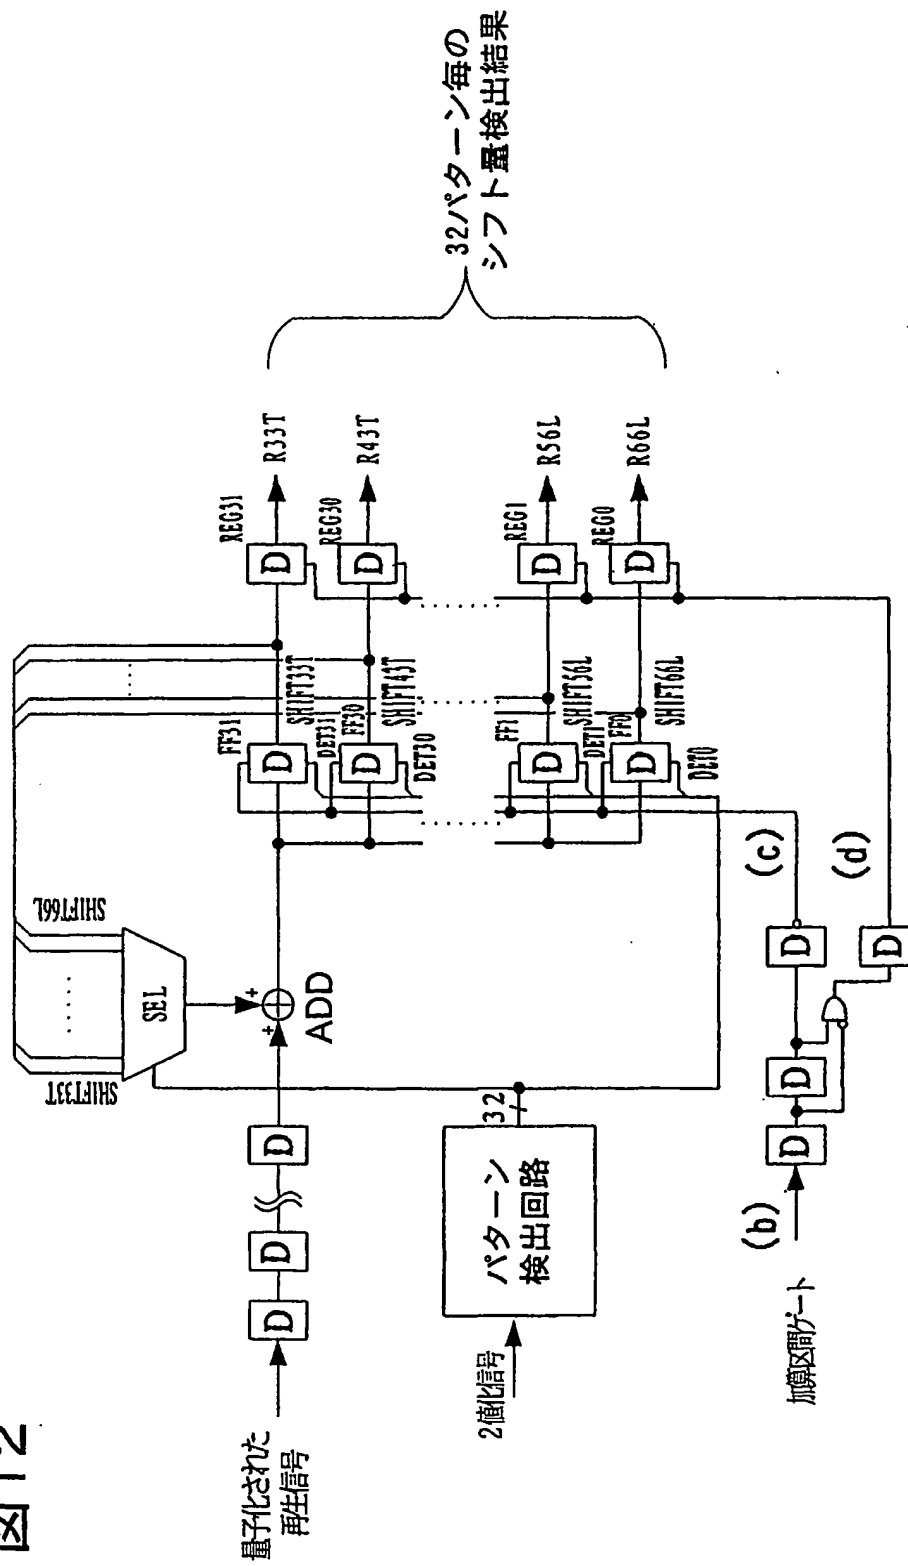 図12
量子化された
再生信号
D
D
D
+
+
ADD
SEL
SHIFT33T
SHIFT66L
2値化信号
パターン
検出回路
32
加算区間ゲート
(b)
D
D
D
D
(c)
(d)
FF31
D
SHIFT33T
DET31
FF30
D
SHIFT43T
DET30
FF1
D
SHIFT56L
DET1
FF0
D
SHIFT66L
DET0
REG31
D
R33T
REG30
D
R43T
REG1
D
R56L
REG0
D
R66L
32パターン毎の
シフト量検出結果